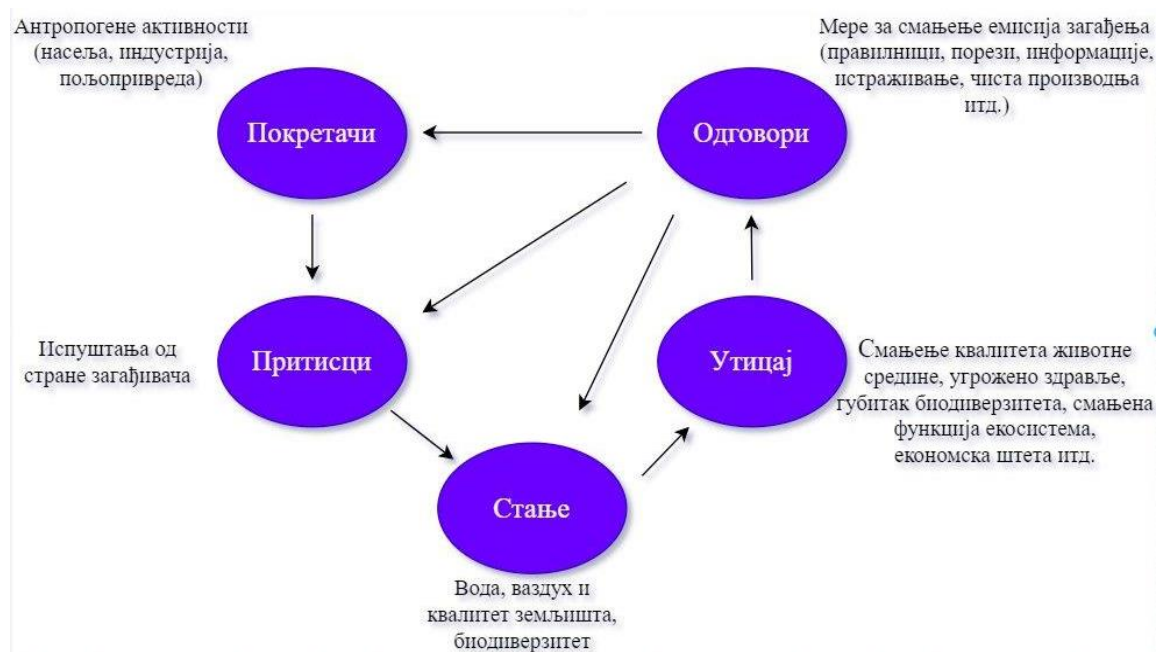 Антропогене активности
(насеља, индустрија,
пољопривреда)
Мере за смањење емисија загађења
(правилници, порези, информације,
истраживање, чиста производња
итд.)
Покретачи
Одговори
Испуштања од
стране загађивача
Притисци
Утицај
Смањење квалитета животне
средине, угрожено здравље,
губитак биодиверзитета, смањена
функција екосистема,
економска штета итд.
Стање
Вода, ваздух и
квалитет земљишта,
биодиверзитет